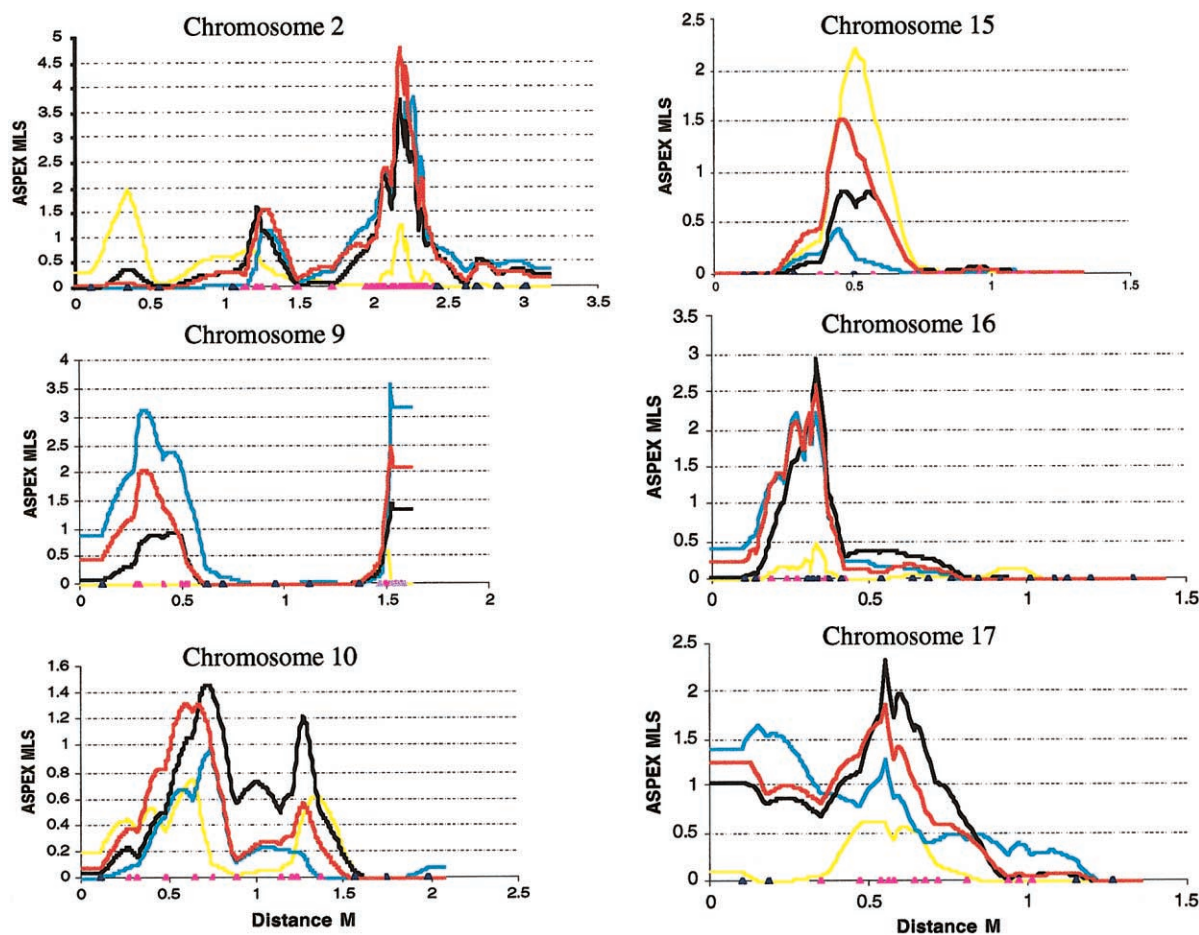 Chromosome 2
ASPEX MLS
5
4.5
4
3.5
3
2.5
2
1.5
1
0.5
0
0 0.5 1 1.5 2 2.5 3 3.5
Chromosome 15
ASPEX MLS
2.5
2
1.5
1
0.5
0
0 0.5 1 1.5
Chromosome 9
ASPEX MLS
4
3.5
3
2.5
2
1.5
1
0.5
0
0 0.5 1 1.5 2
Chromosome 16
ASPEX MLS
3.5
3
2.5
2
1.5
1
0.5
0
0 0.5 1 1.5
Chromosome 10
ASPEX MLS
1.6
1.4
1.2
1
0.8
0.6
0.4
0.2
0
0 0.5 1 1.5 2 2.5
Distance M
Chromosome 17
ASPEX MLS
2.5
2
1.5
1
0.5
0
0 0.5 1 1.5
Distance M